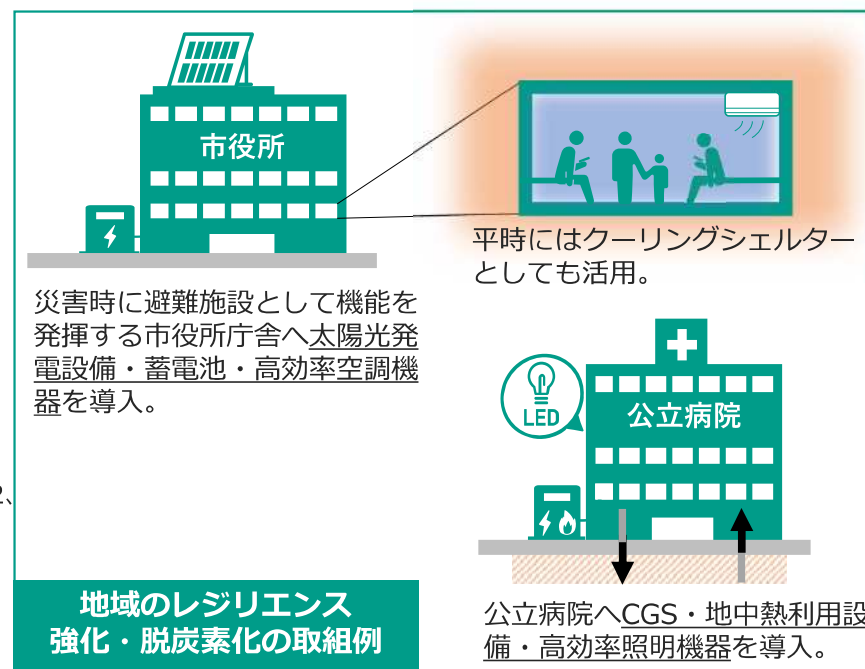 市役所
平時にはクーリングシェルター
としても活用。
災害時に避難施設として機能を
発揮する市役所庁舎へ太陽光発
電設備・蓄電池・高効率空調機
器を導入。
LED
公立病院
2、
地域のレジリエンス
強化・脱炭素化の取組例
公立病院へCGS・地中熱利用設
備・高効率照明機器を導入。